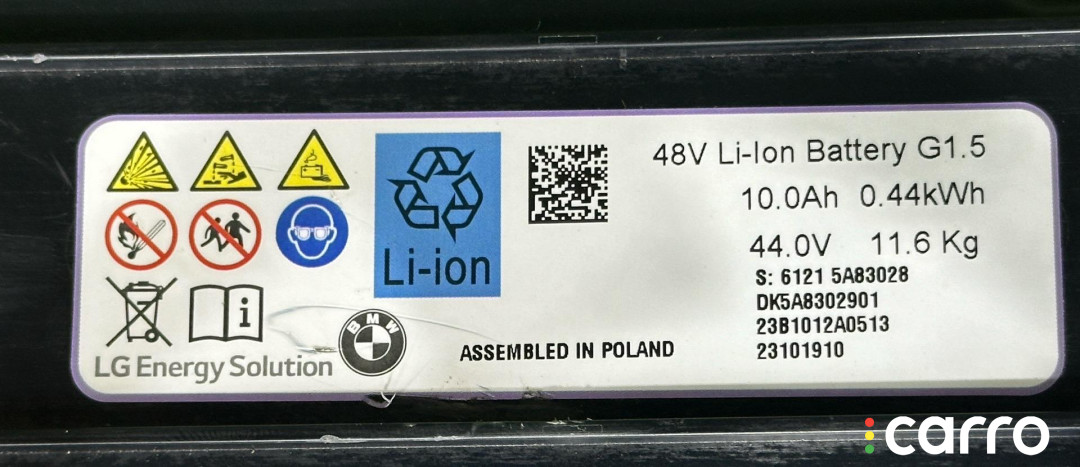 48V Li-Ion Battery G1.5
10.0Ah 0.44kWh
44.0V 11.6 Kg
S: 6121 5A83028
DK5A8302901
23B1012A0513
23101910
Li-ion
i
BMW
LG Energy Solution
ASSEMBLED IN POLAND
carro